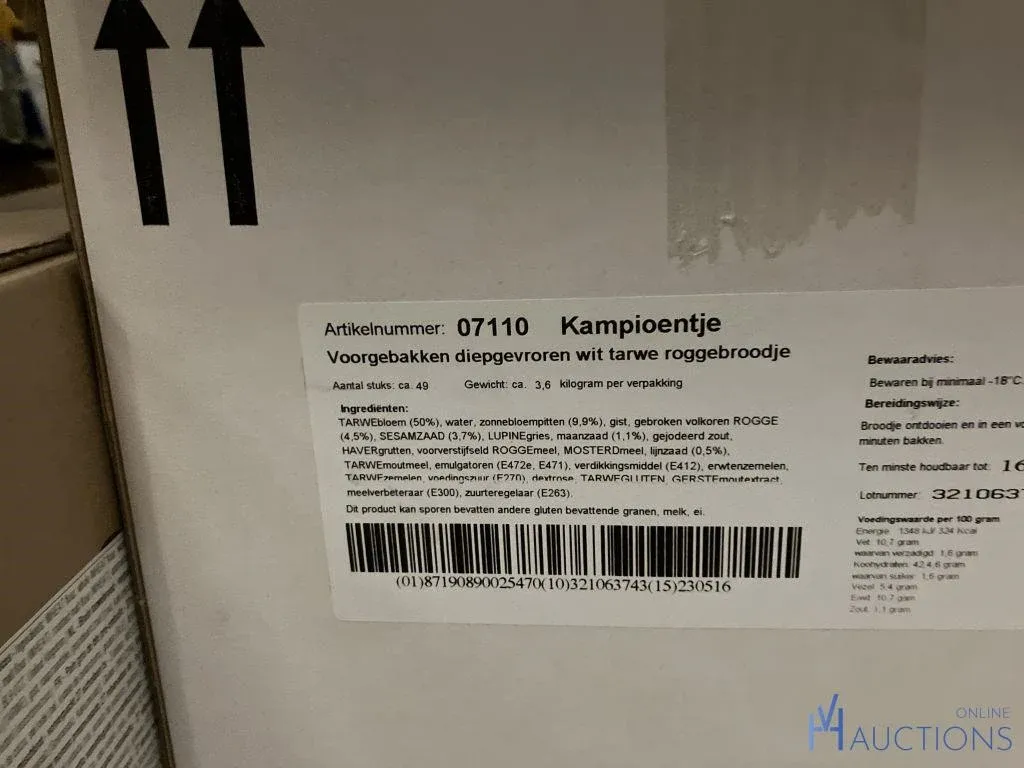 Artikelnummer: 07110 Kampioentje
Voorgebakken diepgevroren wit tarwe roggebroodje
Aantal stuks: ca. 49 Gewicht: ca. 3,6 kilogram per verpakking
Ingrediënten:
TARWEbloem (50%), water, zonnebloempitten (9,9%), gist, gebroken volkoren ROGGE
(4,5%), SESAMZAAD (3,7%), LUPINEgries, maanzaad (1,1%), gejodeerd zout,
HAVERgrutten, voorverstijfseld ROGGEmeel, MOSTERDmeel, lijnzaad (0,5%),
TARWEmoutmeel, emulgatoren (E472e, E471), verdikkingsmiddel (E412), erwtenzemelen,
TARWEzemelen, voedingszuur (E270), dextrose, TARWEGLUTEN, GERSTEmoutextract,
meelverbeteraar (E300), zuurteregelaar (E263).
Dit product kan sporen bevatten andere gluten bevattende granen, melk, ei.
(01)87190890025470(10)321063743(15)230516
Bewaaradvies:
Bewaren bij minimaal -18°C.
Bereidingswijze:
Broodje ontdooien en in een
minuten bakken.
Ten minste houdbaar tot: 16
Lotnummer: 3210637
Voedingswaarde per 100 gram
Energie: 1348 kJ/ 324 Kcal
Vet: 10,7 gram
waarvan verzadigd: 1,6 gram
Koolhydraten: 42,4,6 gram
waarvan suiker: 1,6 gram
Vezel: 5,4 gram
Eiwit: 10,7 gram
Zout: 1,1 gram
VH ONLINE
AUCTIONS